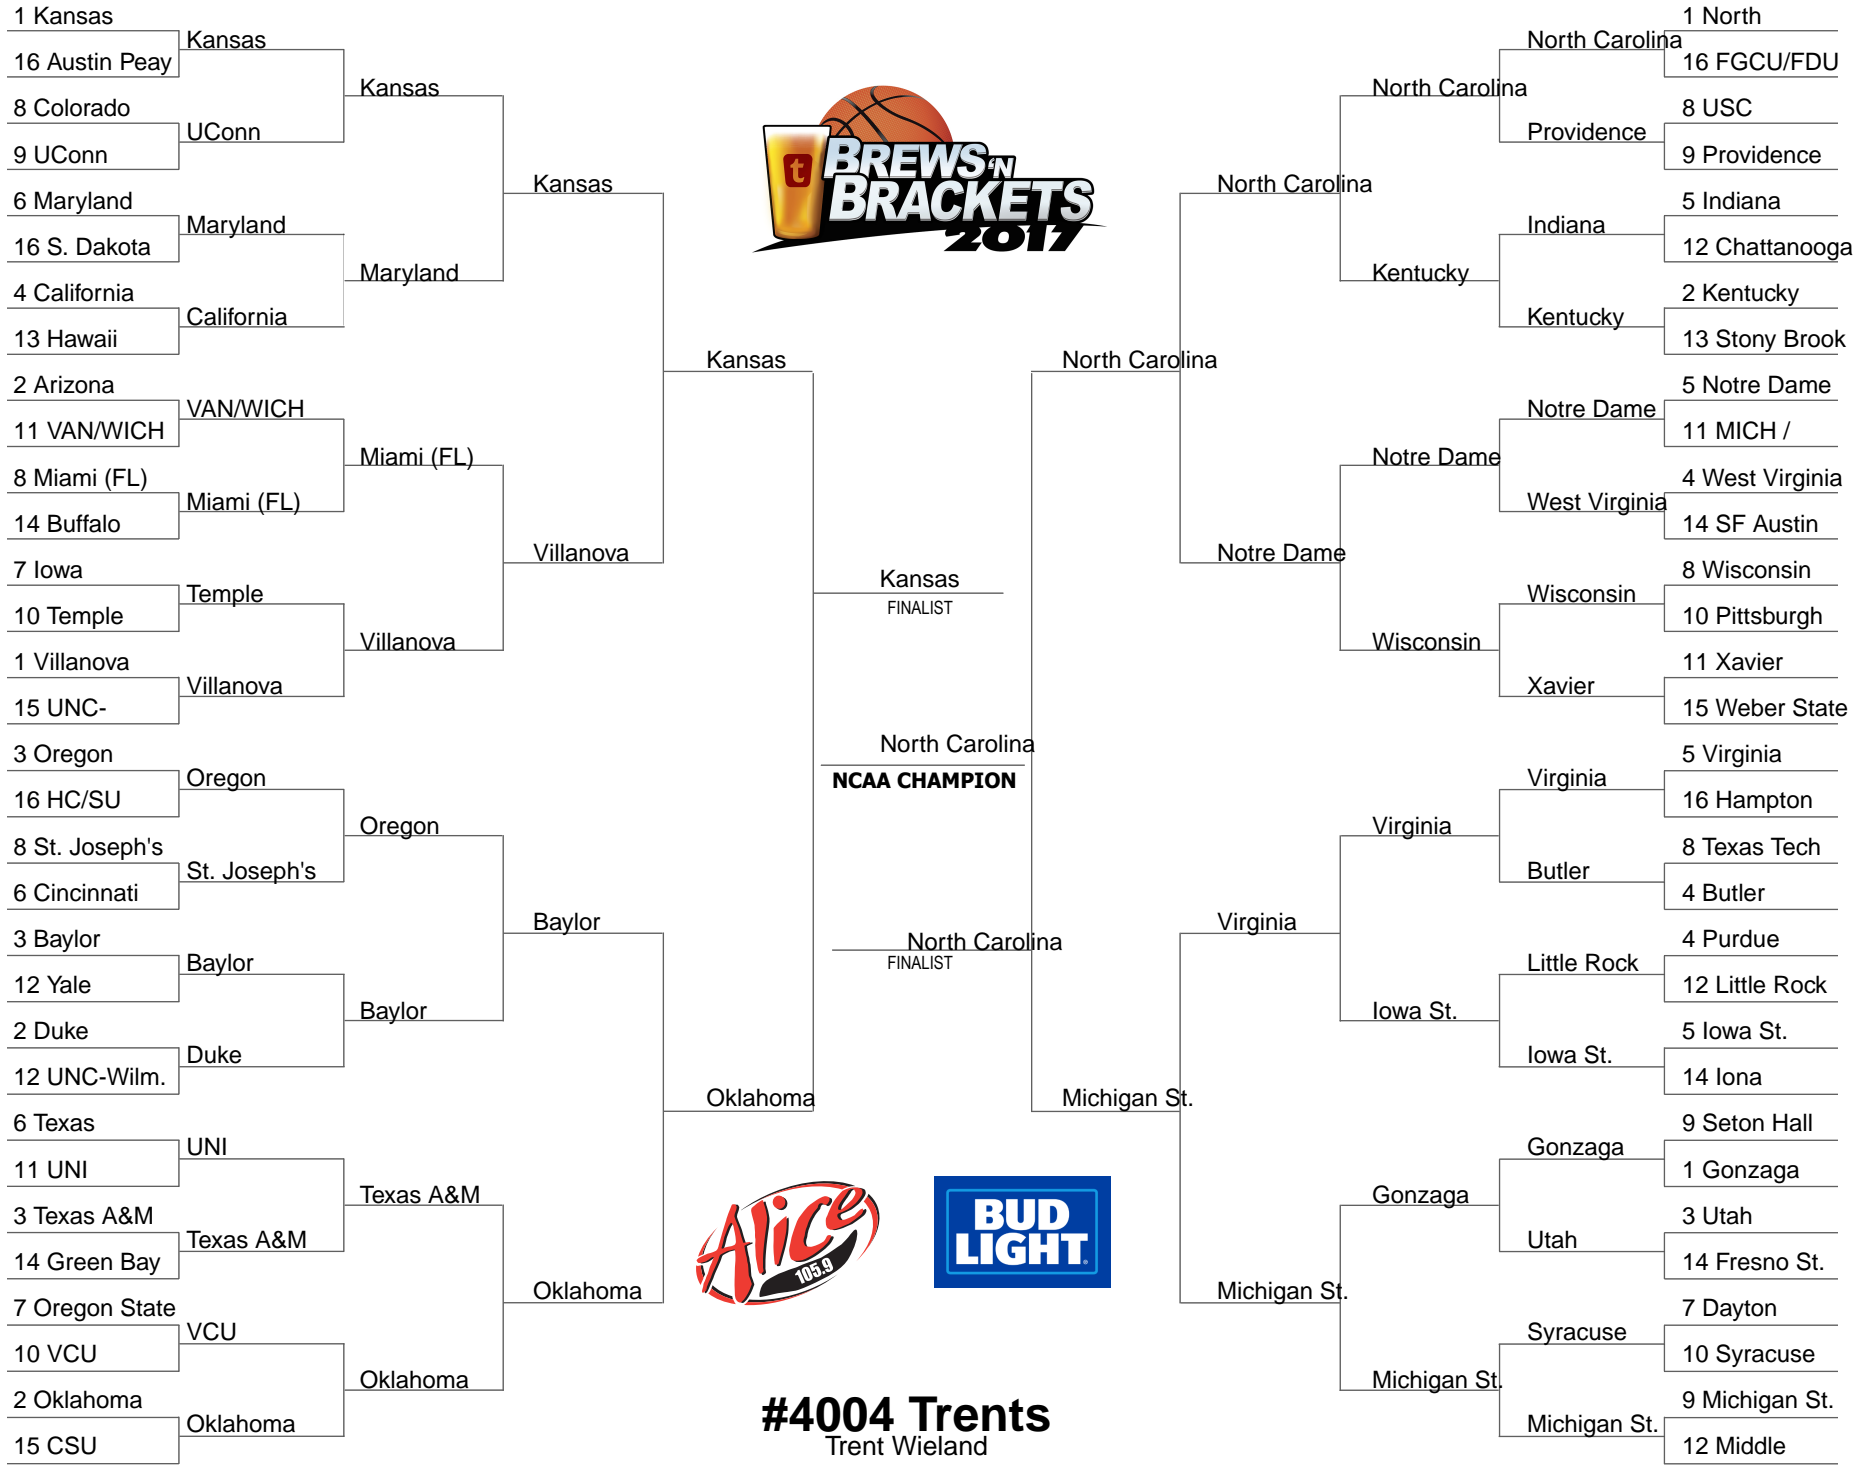 1 Kansas
16 Austin Peay
8 Colorado
9 UConn
6 Maryland
16 S. Dakota
4 California
13 Hawaii
2 Arizona
11 VAN/WICH
8 Miami (FL)
14 Buffalo
7 Iowa
10 Temple
1 Villanova
15 UNC-
3 Oregon
16 HC/SU
8 St. Joseph's
6 Cincinnati
3 Baylor
12 Yale
2 Duke
12 UNC-Wilm.
6 Texas
11 UNI
3 Texas A&M
14 Green Bay
7 Oregon State
10 VCU
2 Oklahoma
15 CSU
Kansas
UConn
Maryland
California
VAN/WICH
Miami (FL)
Temple
Villanova
Oregon
St. Joseph's
Baylor
Duke
UNI
Texas A&M
VCU
Oklahoma
Kansas
Maryland
Miami (FL)
Villanova
Oregon
Baylor
Texas A&M
Oklahoma
Kansas
Villanova
Baylor
Oklahoma
Kansas
Oklahoma
t
BREWS 'N
BRACKETS
2017
Kansas
FINALIST
North Carolina
NCAA CHAMPION
North Carolina
FINALIST
Alice
105.9
BUD
LIGHT
#4004 Trents
Trent Wieland
North Carolina
Michigan St.
North Carolina
Notre Dame
Virginia
Michigan St.
North Carolina
Kentucky
Notre Dame
Wisconsin
Virginia
Iowa St.
Gonzaga
Michigan St.
North Carolina
Providence
Indiana
Kentucky
Notre Dame
West Virginia
Wisconsin
Xavier
Virginia
Butler
Little Rock
Iowa St.
Gonzaga
Utah
Syracuse
Michigan St.
1 North
16 FGCU/FDU
8 USC
9 Providence
5 Indiana
12 Chattanooga
2 Kentucky
13 Stony Brook
5 Notre Dame
11 MICH /
4 West Virginia
14 SF Austin
8 Wisconsin
10 Pittsburgh
11 Xavier
15 Weber State
5 Virginia
16 Hampton
8 Texas Tech
4 Butler
4 Purdue
12 Little Rock
5 Iowa St.
14 Iona
9 Seton Hall
1 Gonzaga
3 Utah
14 Fresno St.
7 Dayton
10 Syracuse
9 Michigan St.
12 Middle